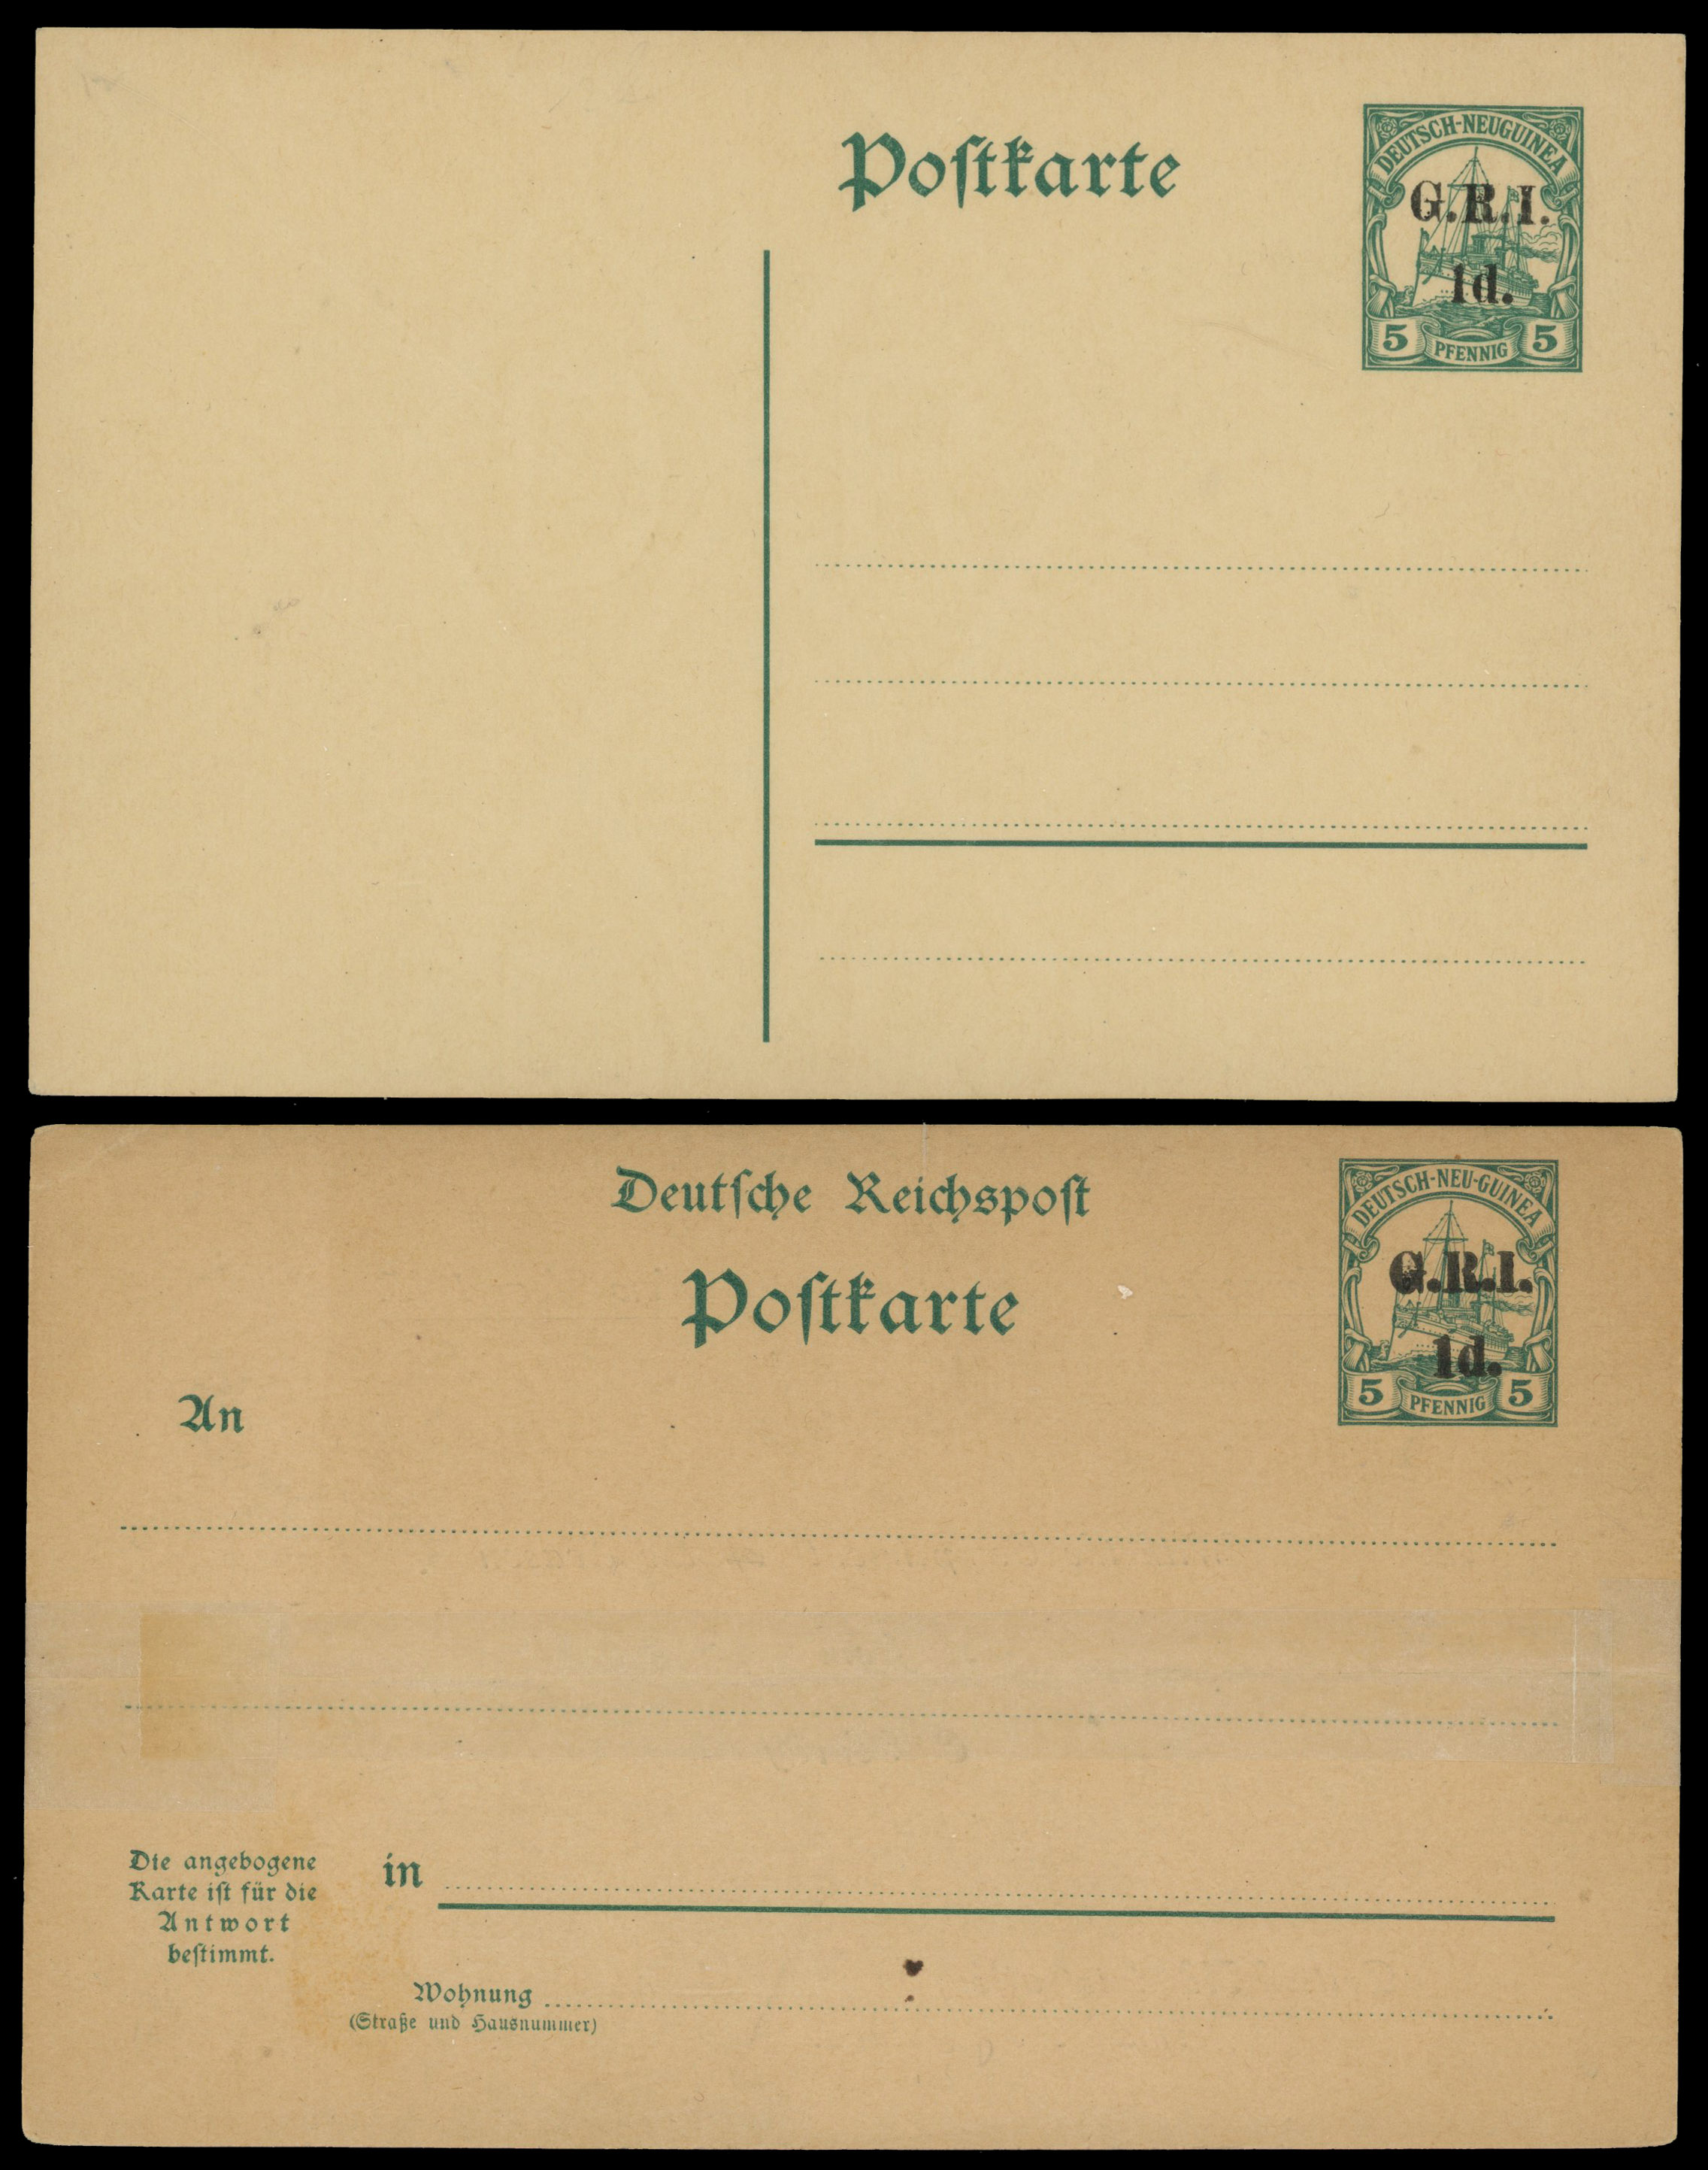 Postkarte
DEUTSCH-NEUGUINEA
G.R.I.
1d.
5 PFENNIG 5
Deutsche Reichspost
Postkarte
DEUTSCH-NEU-GUINEA
G.R.I.
1d.
5 PFENNIG 5
An
Die angebogene
Karte ist für die
Antwort
bestimmt.
in
Wohnung
(Straße und Hausnummer)